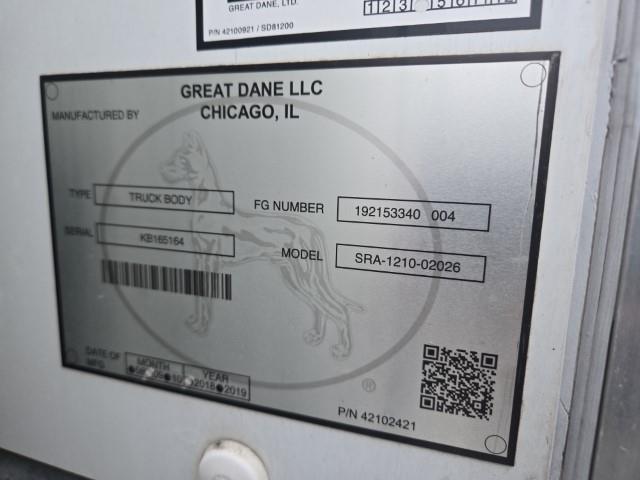 GREAT DANE, LTD.
P/N 42100921 / SD81200
GREAT DANE LLC
CHICAGO, IL
MANUFACTURED BY
TYPE TRUCK BODY
FG NUMBER 192153340 004
SERIAL KB165164
MODEL SRA-1210-02026
DATE OF MFG
MONTH YEAR
2018 2019
®
P/N 42102421